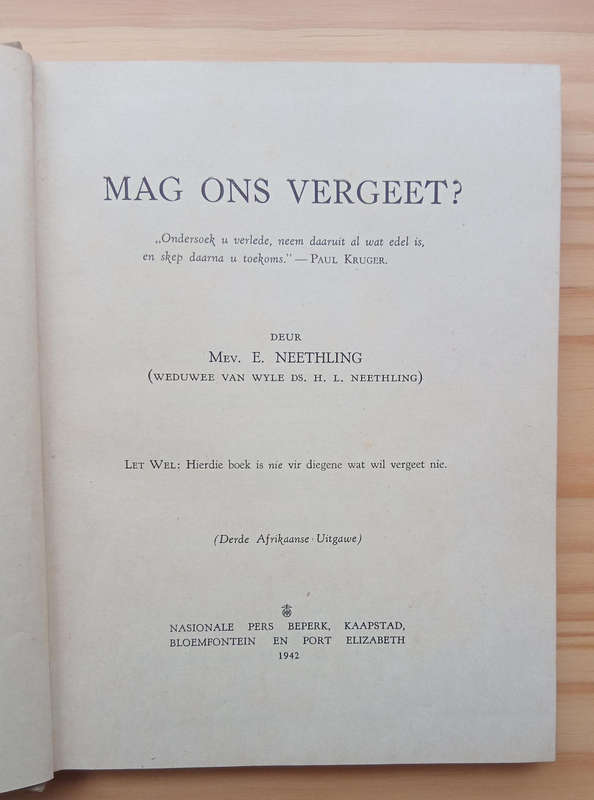 MAG ONS VERGEET?
„Ondersoek u verlede, neem daaruit al wat edel is,
en skep daarna u toekoms.” — PAUL KRUGER.
DEUR
MEV. E. NEETHLING
(WEDUWEE VAN WYLE DS. H. L. NEETHLING)
LET WEL: Hierdie boek is nie vir diegene wat wil vergeet nie.
(Derde Afrikaanse Uitgawe)
NASIONALE PERS BEPERK, KAAPSTAD,
BLOEMFONTEIN EN PORT ELIZABETH
1942